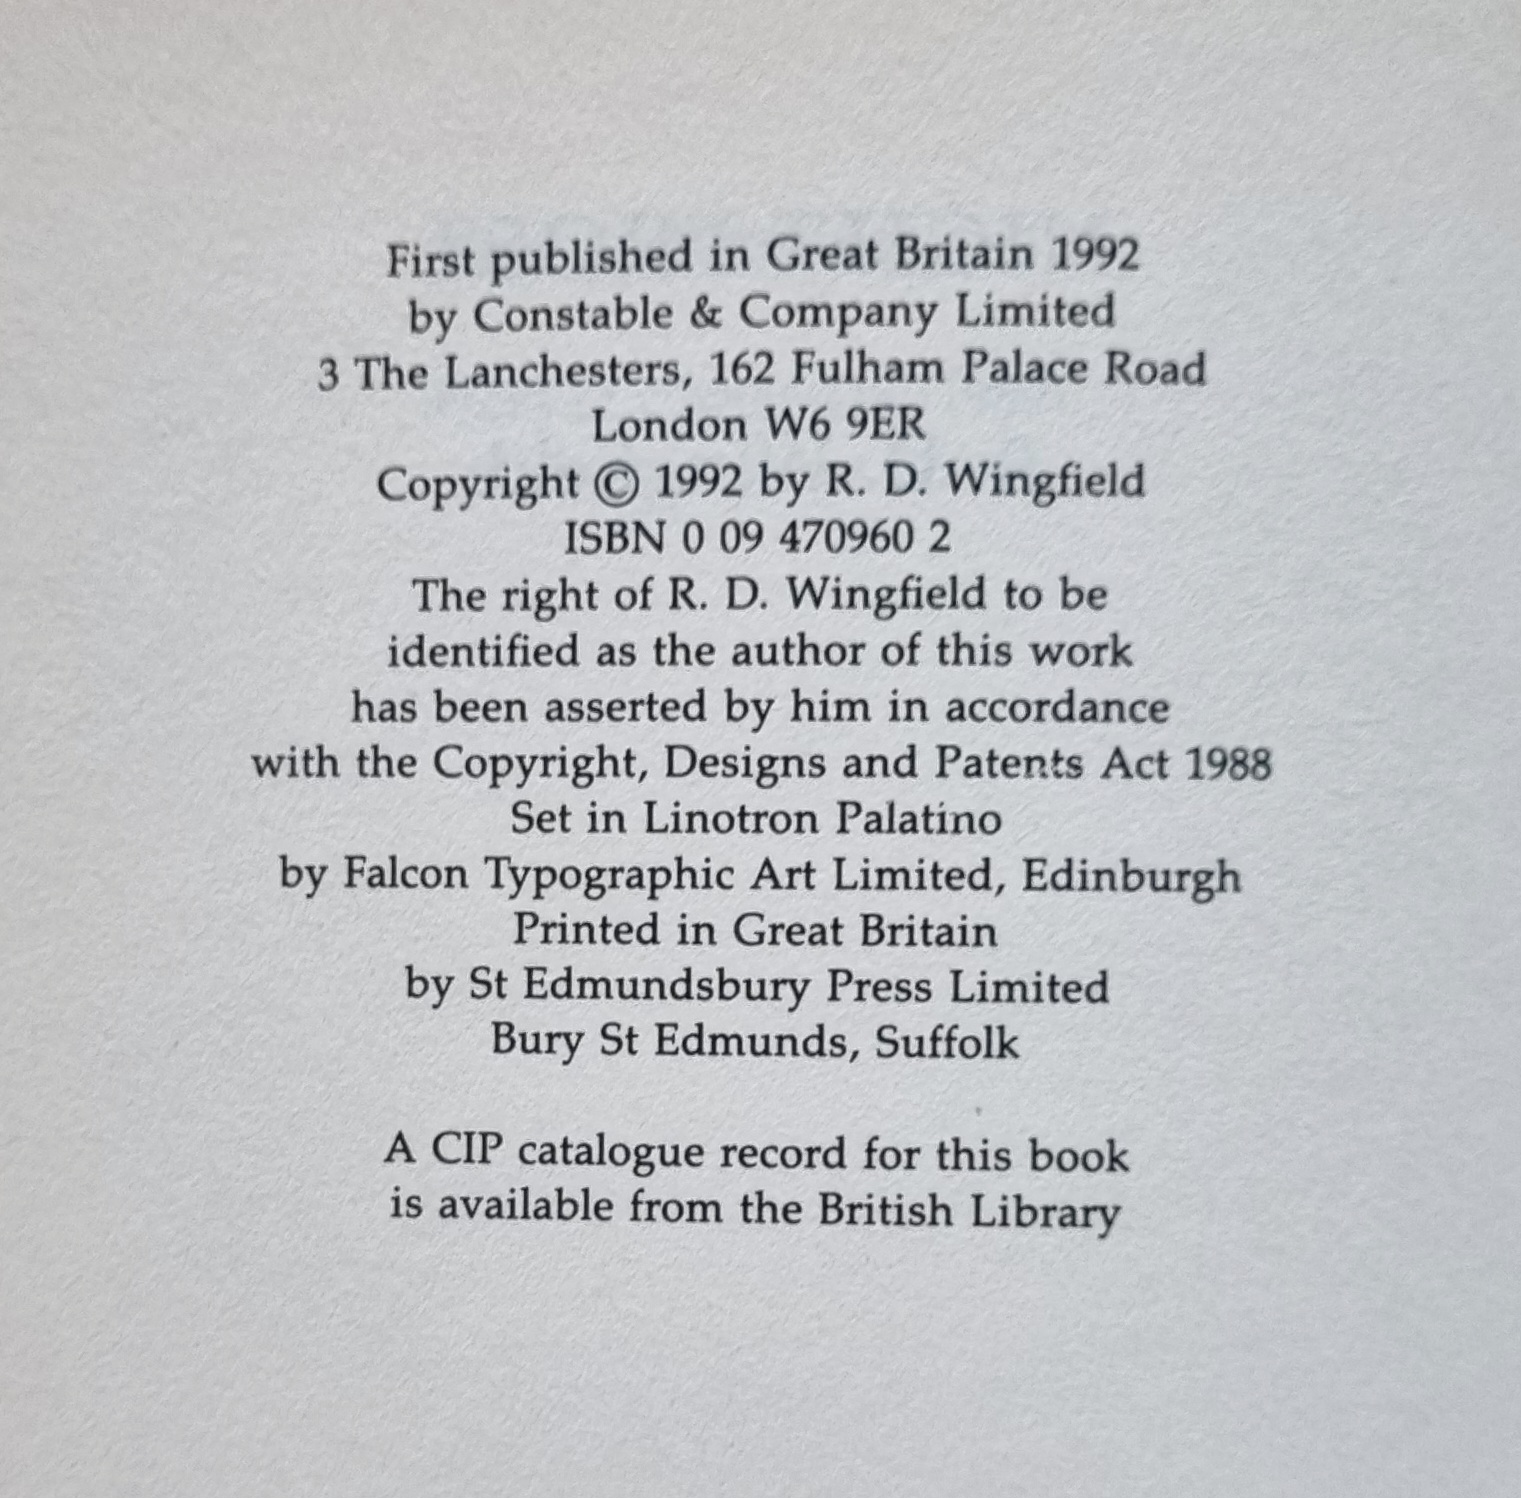 First published in Great Britain 1992
by Constable & Company Limited
3 The Lanchesters, 162 Fulham Palace Road
London W6 9ER
Copyright © 1992 by R. D. Wingfield
ISBN 0 09 470960 2
The right of R. D. Wingfield to be
identified as the author of this work
has been asserted by him in accordance
with the Copyright, Designs and Patents Act 1988
Set in Linotron Palatino
by Falcon Typographic Art Limited, Edinburgh
Printed in Great Britain
by St Edmundsbury Press Limited
Bury St Edmunds, Suffolk
A CIP catalogue record for this book
is available from the British Library